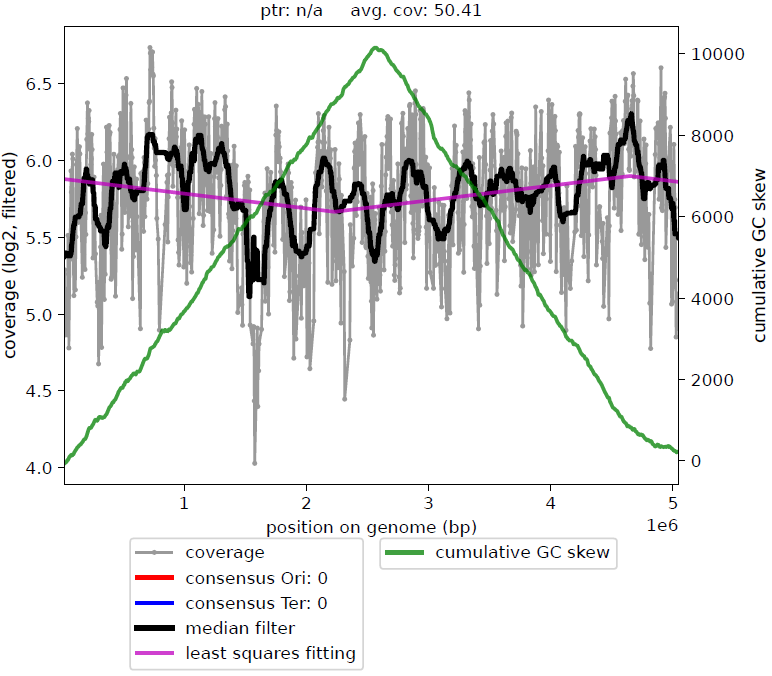 ptr: n/a avg. cov: 50.41
coverage (log2, filtered)
6.5
6.0
5.5
5.0
4.5
4.0
10000
8000
6000
4000
2000
0
cumulative GC skew
1 2 3 4 5
1e6
position on genome (bp)
coverage
consensus Ori: 0
consensus Ter: 0
median filter
least squares fitting
cumulative GC skew